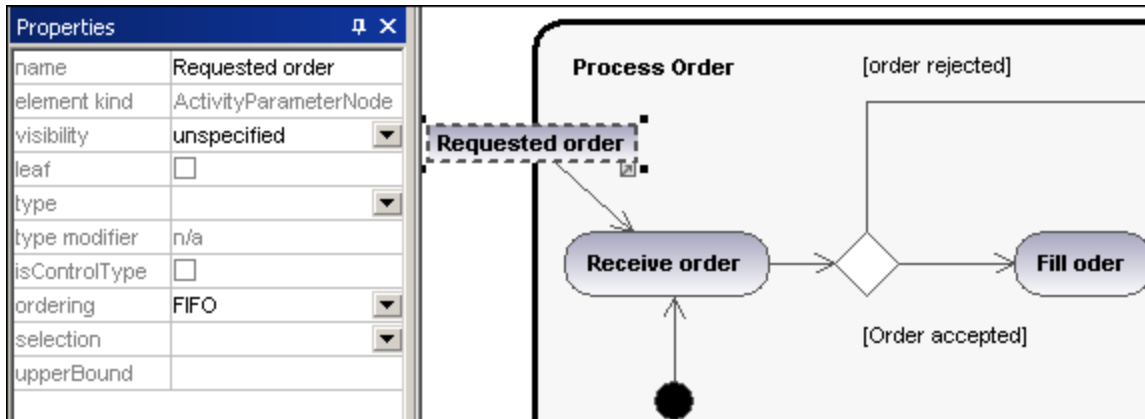 Properties
name Requested order
element kind ActivityParameterNode
visibility unspecified
leaf
type
type modifier n/a
isControlType
ordering FIFO
selection
upperBound
Process Order
[order rejected]
Requested order
Receive order
Fill oder
[Order accepted]